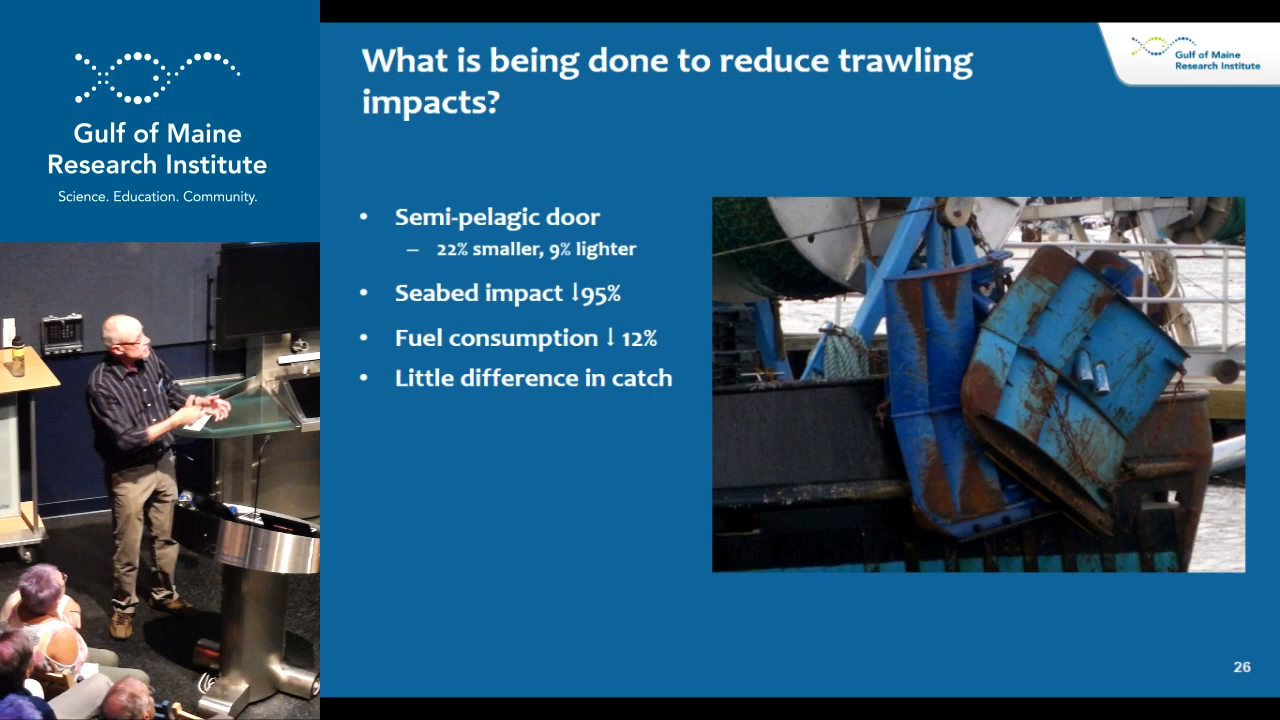 Gulf of Maine
Research Institute
Science. Education. Community.
What is being done to reduce trawling
impacts?
Gulf of Maine
Research Institute
• Semi-pelagic door
– 22% smaller, 9% lighter
• Seabed impact ↓95%
• Fuel consumption ↓ 12%
• Little difference in catch
26